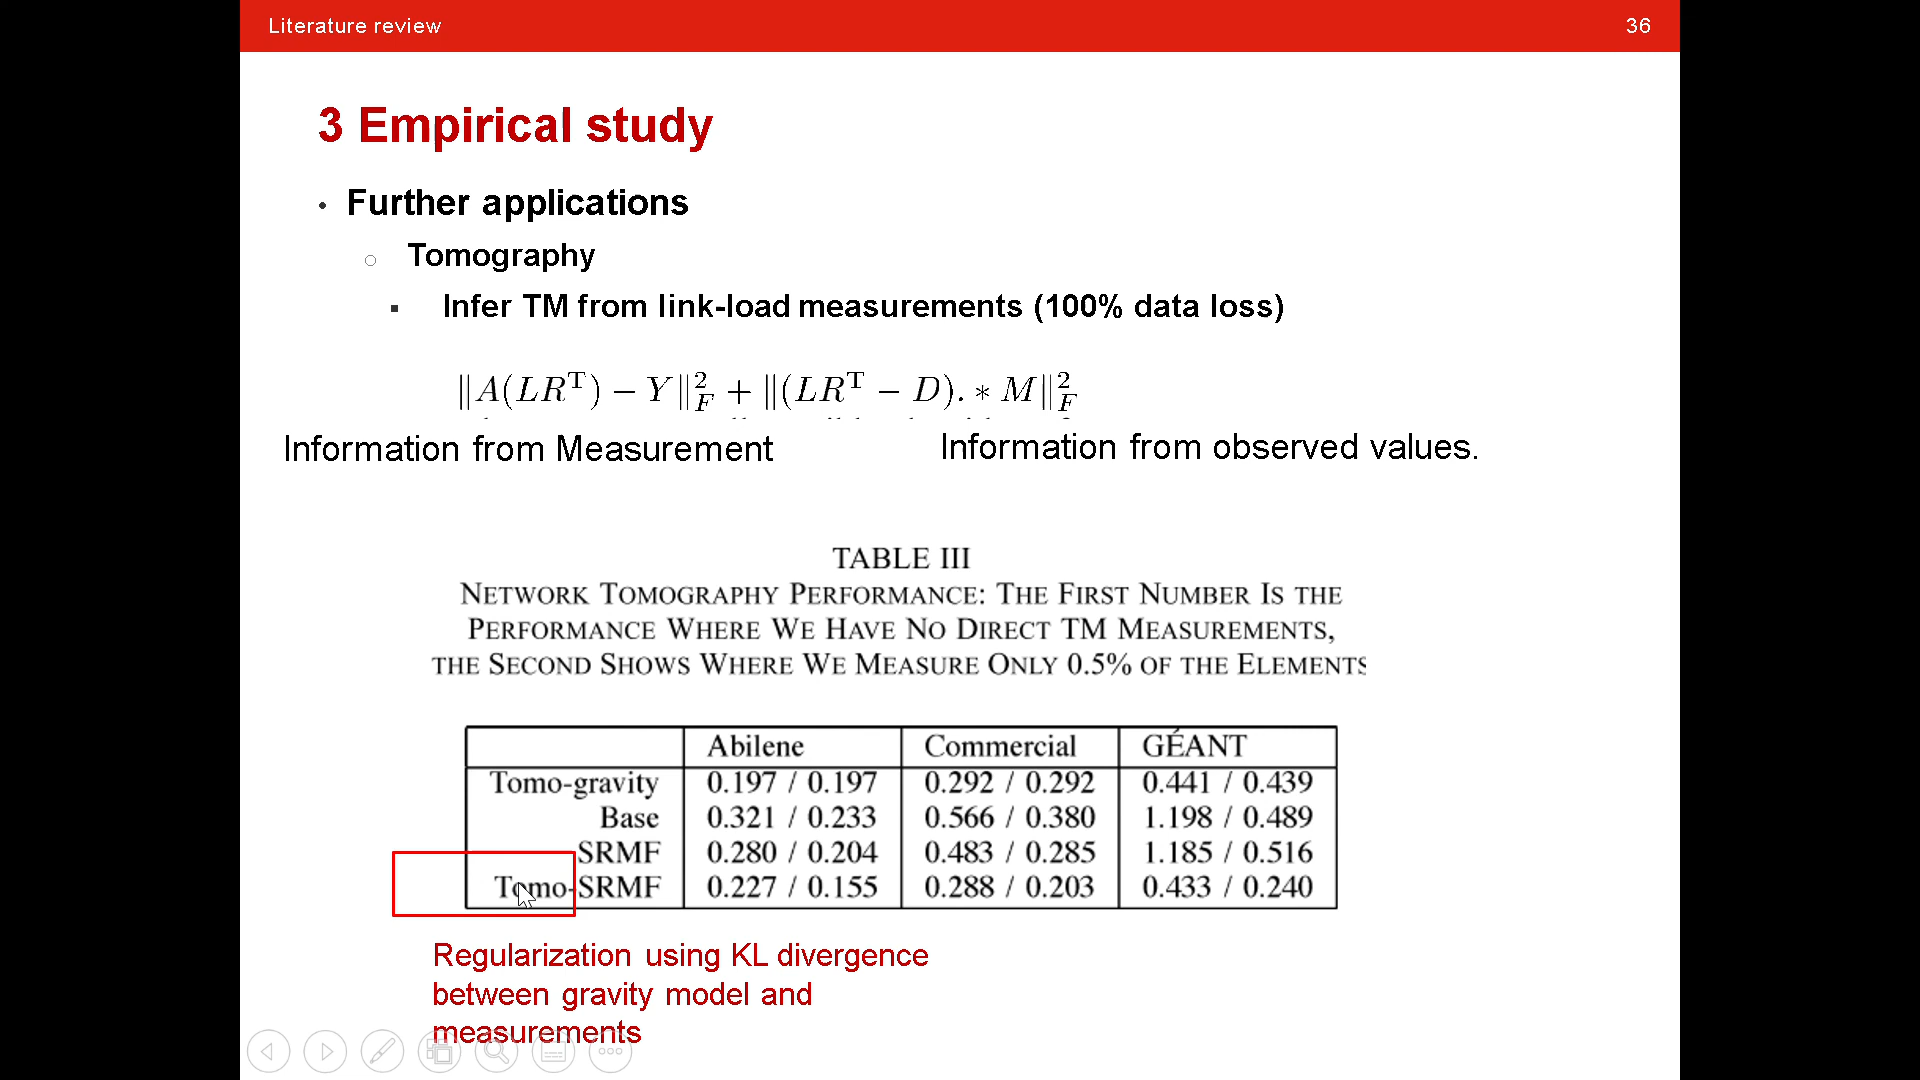 Literature review
36
3 Empirical study
• Further applications
○ Tomography
▪ Infer TM from link-load measurements (100% data loss)
‖A(LRᵀ) − Y‖²_F + ‖(LRᵀ − D). ∗ M‖²_F
Information from Measurement
Information from observed values.
TABLE III
NETWORK TOMOGRAPHY PERFORMANCE: THE FIRST NUMBER IS THE
PERFORMANCE WHERE WE HAVE NO DIRECT TM MEASUREMENTS,
THE SECOND SHOWS WHERE WE MEASURE ONLY 0.5% OF THE ELEMENTS
Abilene Commercial GÉANT
Tomo-gravity 0.197 / 0.197 0.292 / 0.292 0.441 / 0.439
Base 0.321 / 0.233 0.566 / 0.380 1.198 / 0.489
SRMF 0.280 / 0.204 0.483 / 0.285 1.185 / 0.516
Tomo-SRMF 0.227 / 0.155 0.288 / 0.203 0.433 / 0.240
Regularization using KL divergence
between gravity model and
measurements